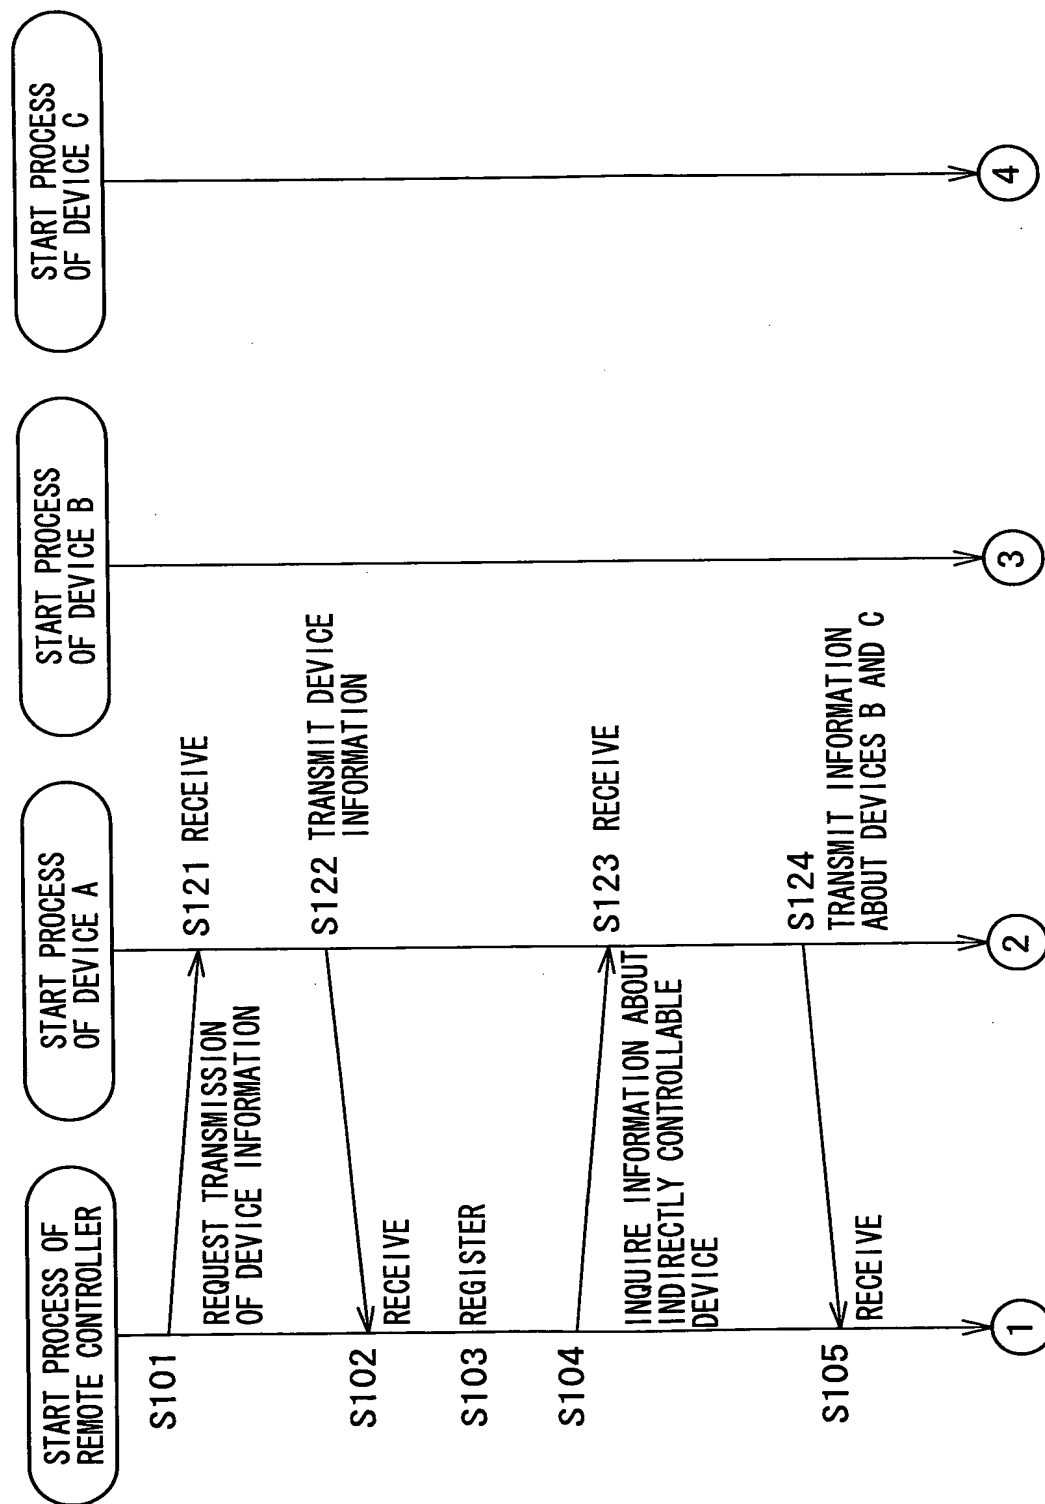 START PROCESS OF
REMOTE CONTROLLER
START PROCESS
OF DEVICE A
START PROCESS
OF DEVICE B
START PROCESS
OF DEVICE C
S101
REQUEST TRANSMISSION
OF DEVICE INFORMATION
S121 RECEIVE
S122 TRANSMIT DEVICE
INFORMATION
S102
RECEIVE
S103
REGISTER
S104
INQUIRE INFORMATION ABOUT
INDIRECTLY CONTROLLABLE
DEVICE
S123 RECEIVE
S124
TRANSMIT INFORMATION
ABOUT DEVICES B AND C
S105
RECEIVE
1
2
3
4